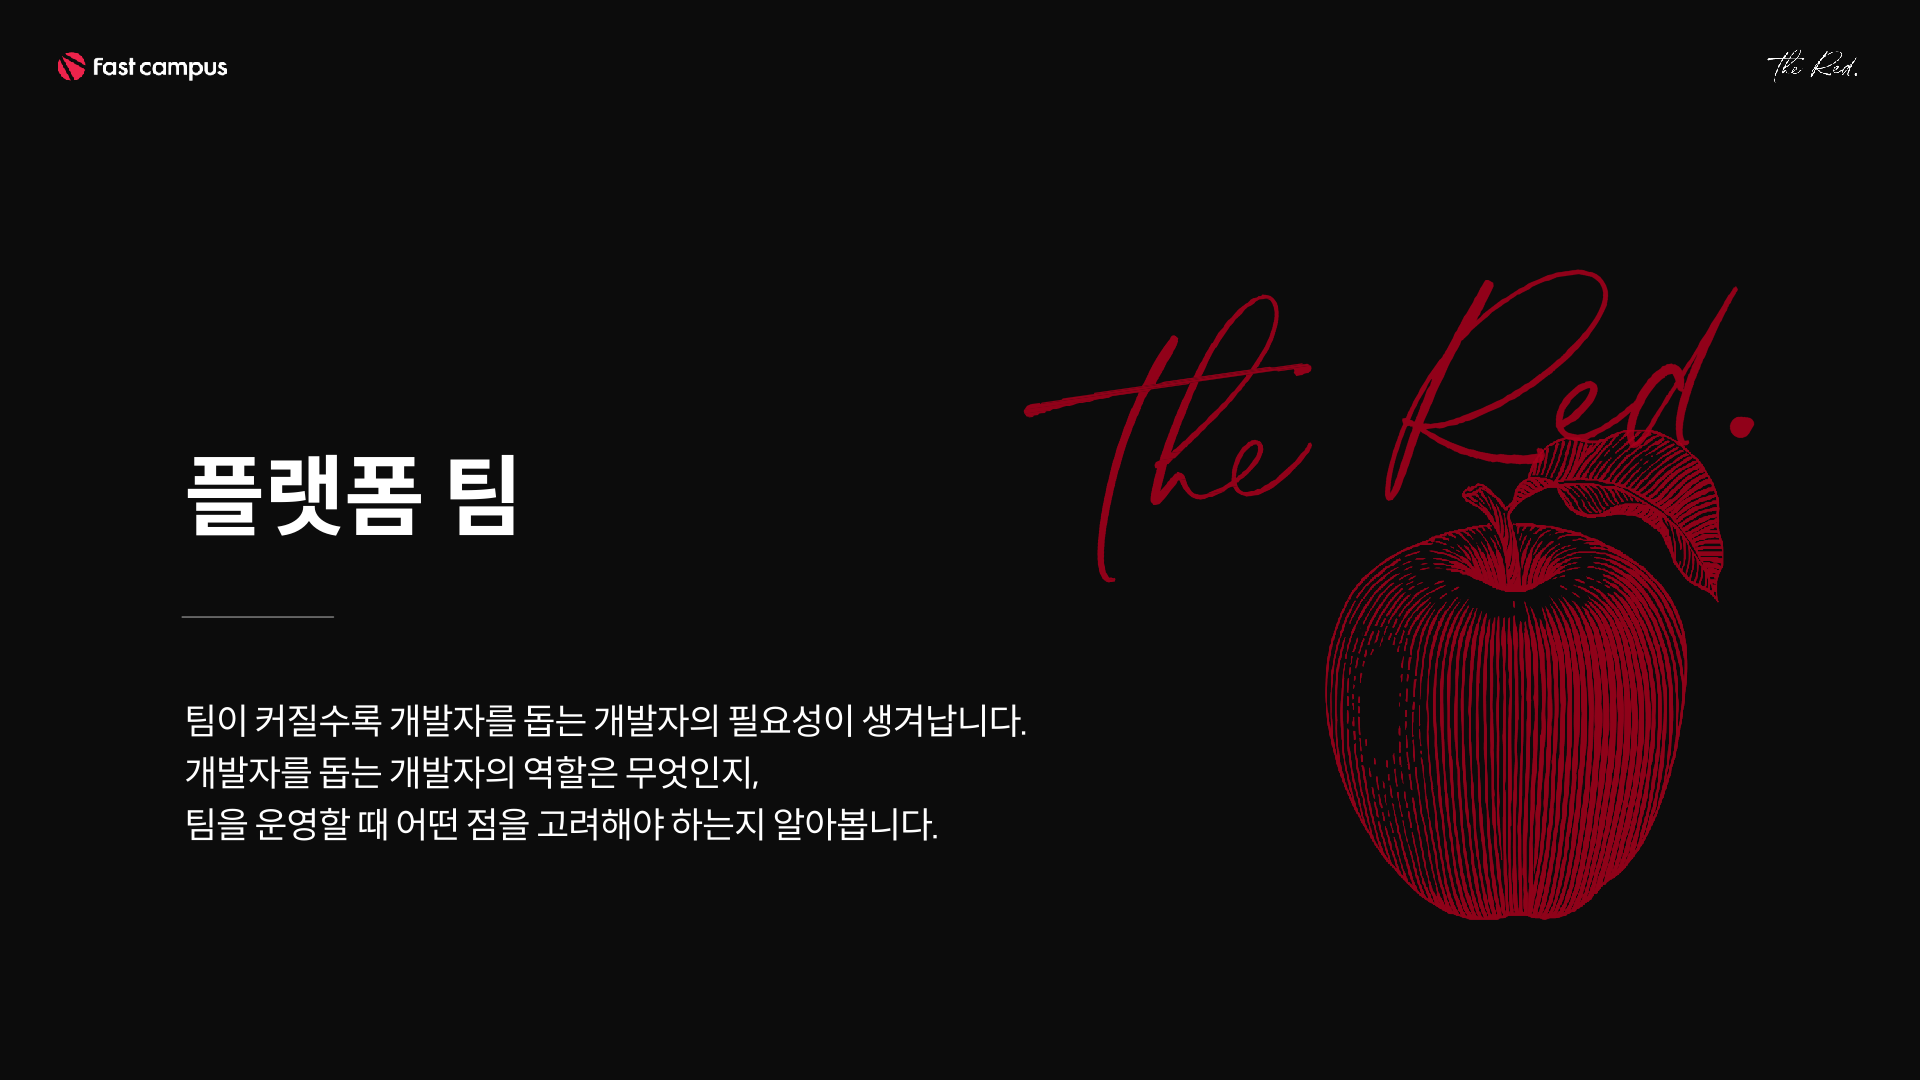 Fast campus
the Red.
the Red.
플랫폼 팀
팀이 커질수록 개발자를 돕는 개발자의 필요성이 생겨납니다.
개발자를 돕는 개발자의 역할은 무엇인지,
팀을 운영할 때 어떤 점을 고려해야 하는지 알아봅니다.